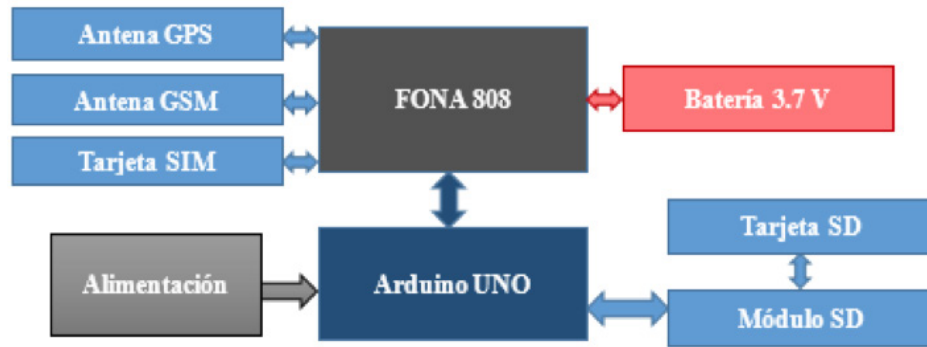 Antena GPS
Antena GSM
Tarjeta SIM
FONA 808
Batería 3.7 V
Alimentación
Arduino UNO
Tarjeta SD
Módulo SD